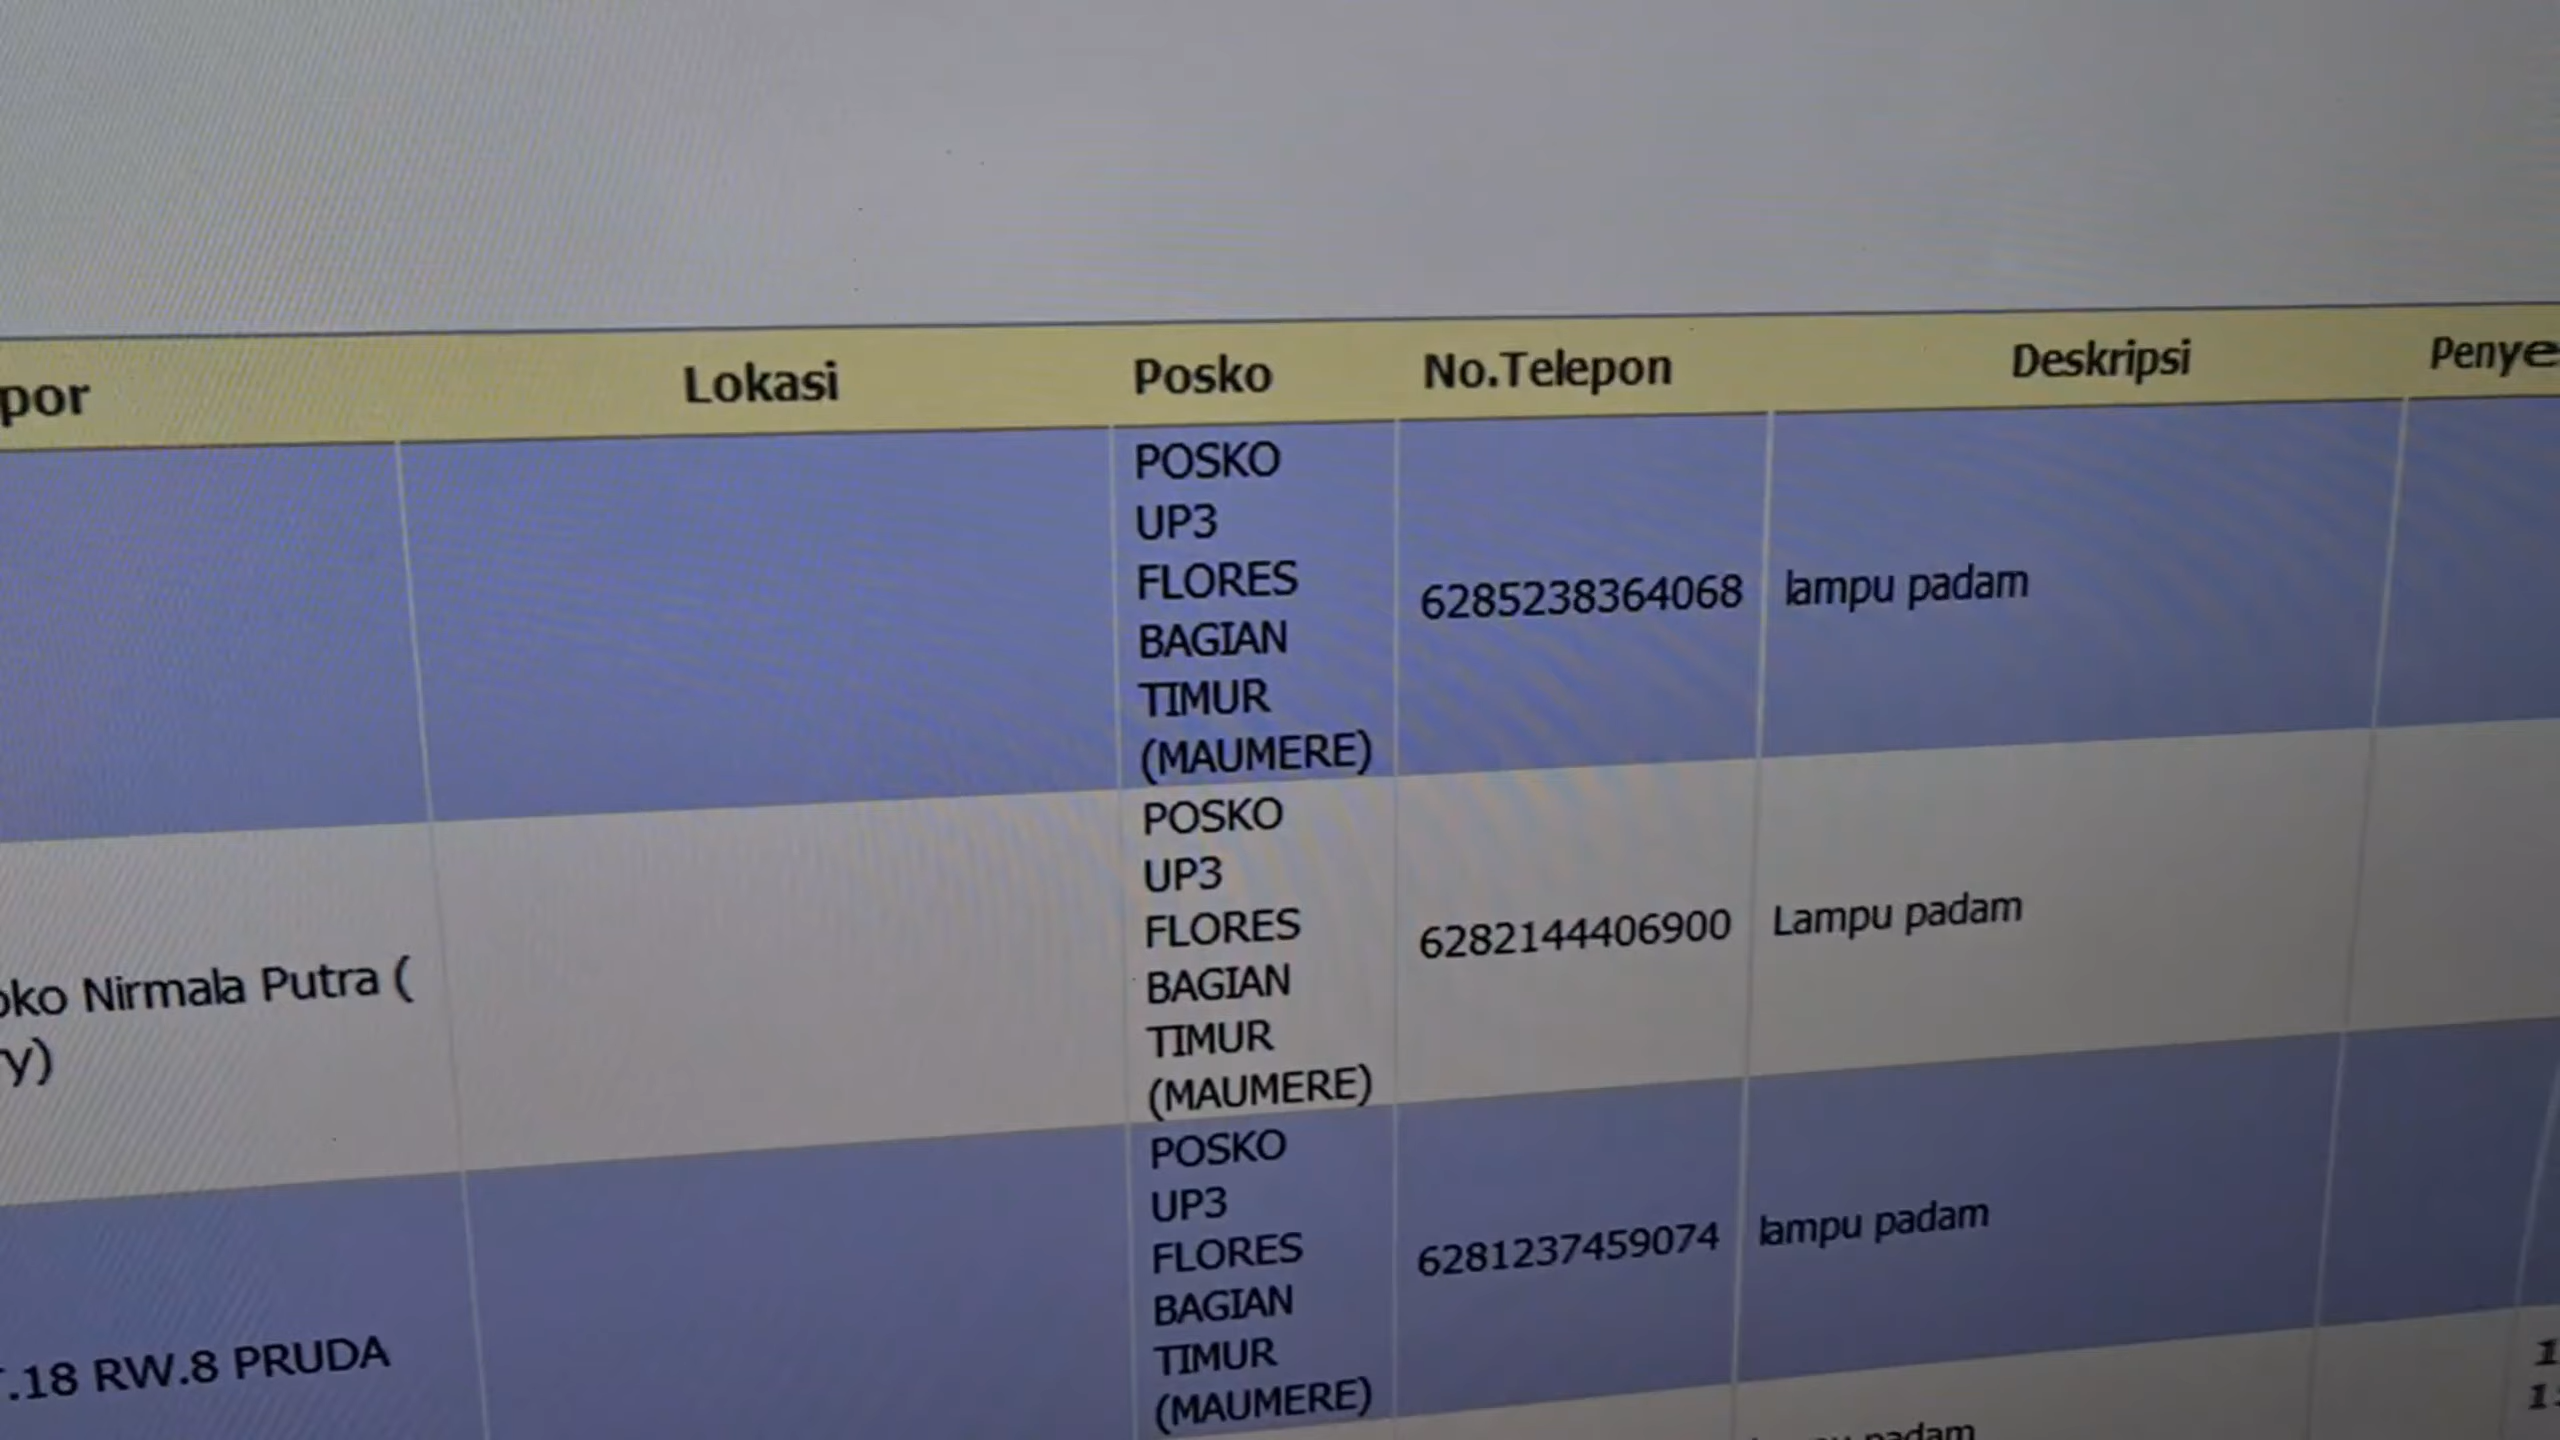 por Lokasi Posko No.Telepon Deskripsi Penye
POSKO
UP3
FLORES
BAGIAN
TIMUR
(MAUMERE)
6285238364068
lampu padam
oko Nirmala Putra (
ry)
POSKO
UP3
FLORES
BAGIAN
TIMUR
(MAUMERE)
6282144406900
Lampu padam
.18 RW.8 PRUDA
POSKO
UP3
FLORES
BAGIAN
TIMUR
(MAUMERE)
6281237459074
lampu padam
padam